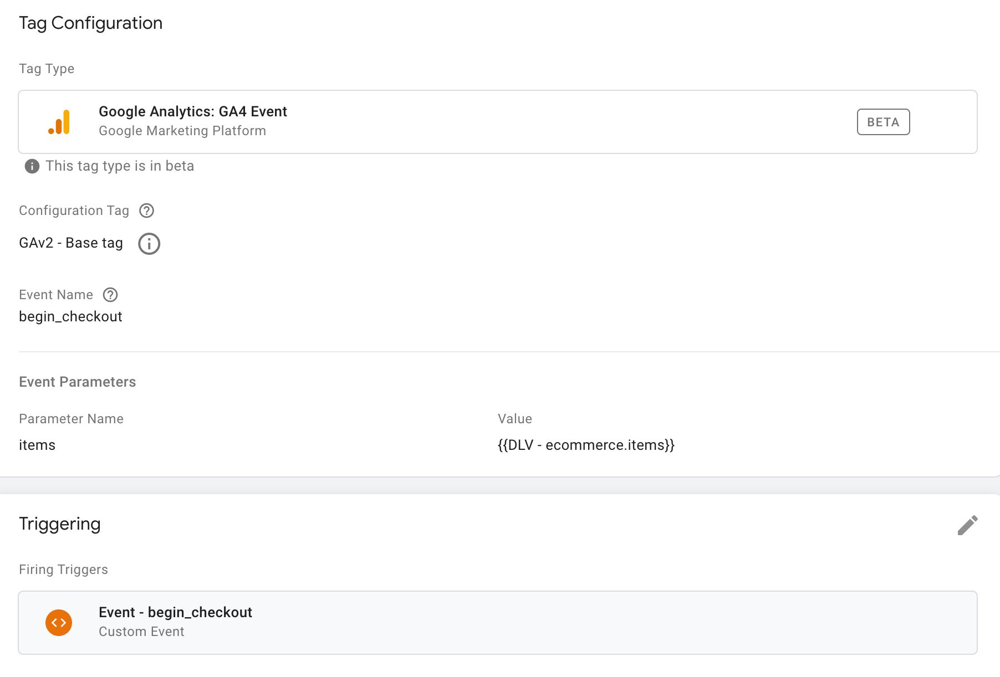 Tag Configuration
Tag Type
Google Analytics: GA4 Event
Google Marketing Platform
BETA
This tag type is in beta
Configuration Tag
GAv2 - Base tag
Event Name
begin_checkout
Event Parameters
Parameter Name Value
items {{DLV - ecommerce.items}}
Triggering
Firing Triggers
Event - begin_checkout
Custom Event